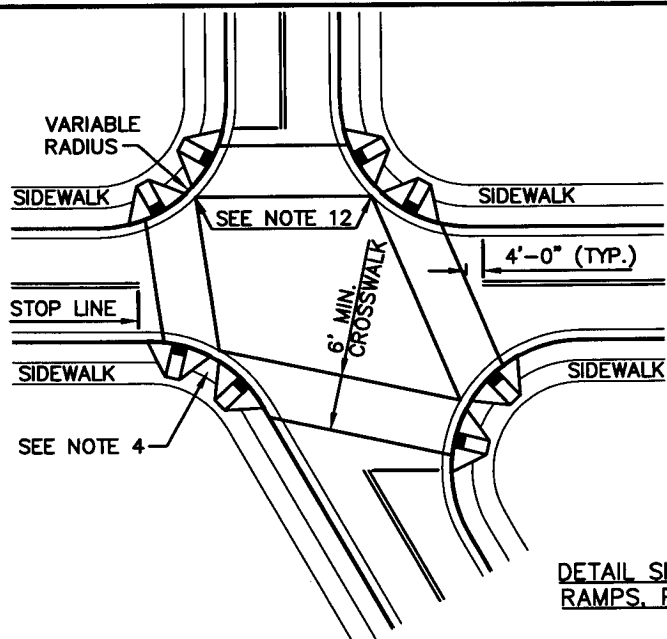 VARIABLE
RADIUS
SIDEWALK
SIDEWALK
SEE NOTE 12
4'-0" (TYP.)
STOP LINE
6' MIN.
CROSSWALK
SIDEWALK
SIDEWALK
SEE NOTE 4
DETAIL
RAMPS,